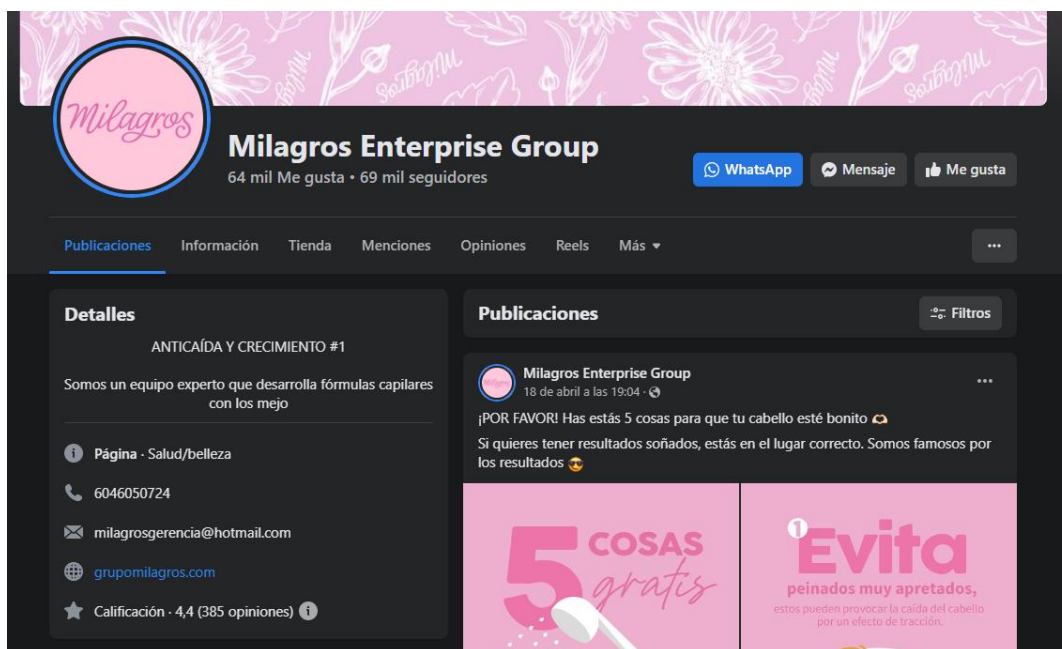 Milagros
Milagros
Milagros
Milagros
Milagros
Milagros Enterprise Group
64 mil Me gusta • 69 mil seguidores
WhatsApp
Mensaje
Me gusta
Publicaciones
Información
Tienda
Menciones
Opiniones
Reels
Más
Detalles
ANTICAÍDA Y CRECIMIENTO #1
Somos un equipo experto que desarrolla fórmulas capilares
con los mejo
Página · Salud/belleza
6046050724
milagrosgerencia@hotmail.com
grupomilagros.com
Calificación · 4,4 (385 opiniones)
Publicaciones
Filtros
Milagros Enterprise Group
18 de abril a las 19:04 ·
¡POR FAVOR! Has estás 5 cosas para que tu cabello esté bonito 🫶🏻
Si quieres tener resultados soñados, estás en el lugar correcto. Somos famosos por
los resultados 😎
5 COSAS
gratis
1
Evita
peinados muy apretados,
estos pueden provocar la caída del cabello
por un efecto de tracción.